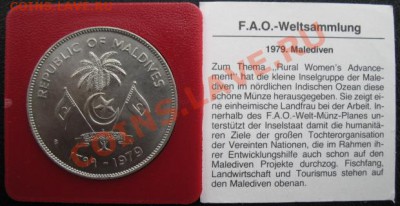 REPUBLIC OF MALDIVES
1979
F.A.O.-Weltsammlung
1979. Malediven
Zum Thema „Rural Women's Advance-
ment" hat die kleine Inselgruppe der Male-
diven im nördlichen Indischen Ozean diese
schöne Münze herausgegeben. Sie zeigt ei-
ne einheimische Landfrau bei der Arbeit. In-
nerhalb des F.A.O.-Welt-Münz-Planes un-
terstützt der Inselstaat damit die humanitä-
ren Ziele der großen Tochterorganisation
der Vereinten Nationen, die im Rahmen ih-
rer Entwicklungshilfe auch schon auf den
Malediven Projekte durchzog. Fischfang,
Landwirtschaft und Tourismus stehen auf
den Malediven obenan.
COINS.LAVE.RU